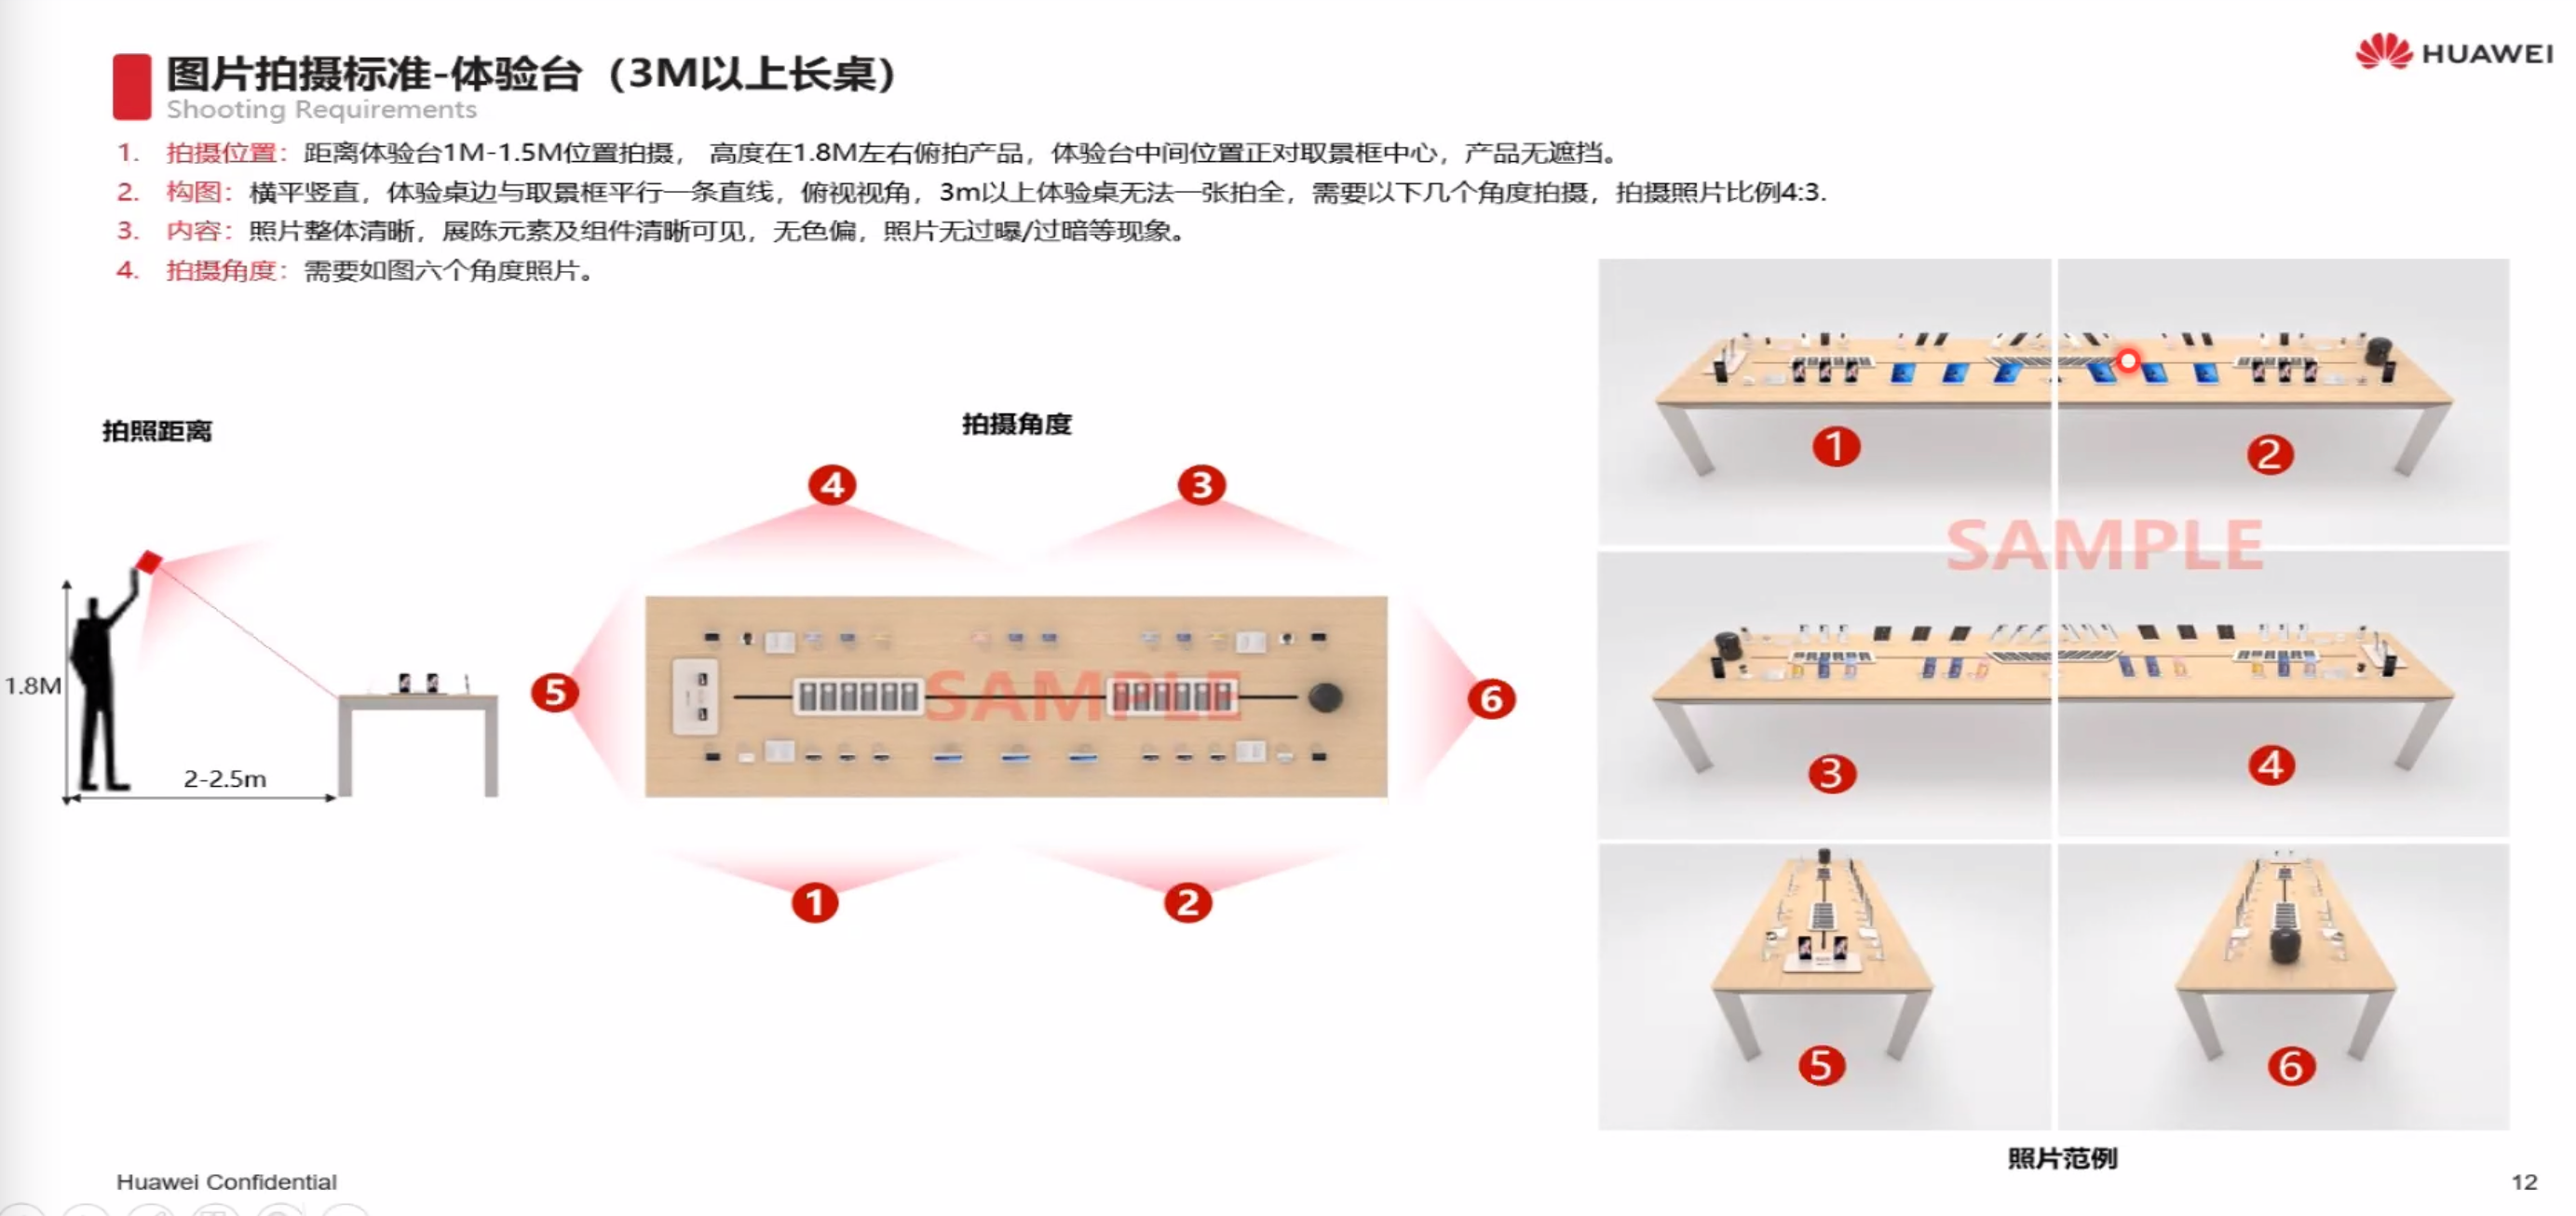 图片拍摄标准-体验台（3M以上长桌）
Shooting Requirements
HUAWEI
1. 拍摄位置：距离体验台1M-1.5M位置拍摄， 高度在1.8M左右俯拍产品，体验台中间位置正对取景框中心，产品无遮挡。
2. 构图：横平竖直，体验桌边与取景框平行一条直线，俯视视角，3m以上体验桌无法一张拍全，需要以下几个角度拍摄，拍摄照片比例4:3.
3. 内容：照片整体清晰，展陈元素及组件清晰可见，无色偏，照片无过曝/过暗等现象。
4. 拍摄角度：需要如图六个角度照片。
拍照距离
1.8M
2-2.5m
拍摄角度
4
3
5
SAMPLE
6
1
2
1
2
SAMPLE
3
4
5
6
照片范例
Huawei Confidential
12